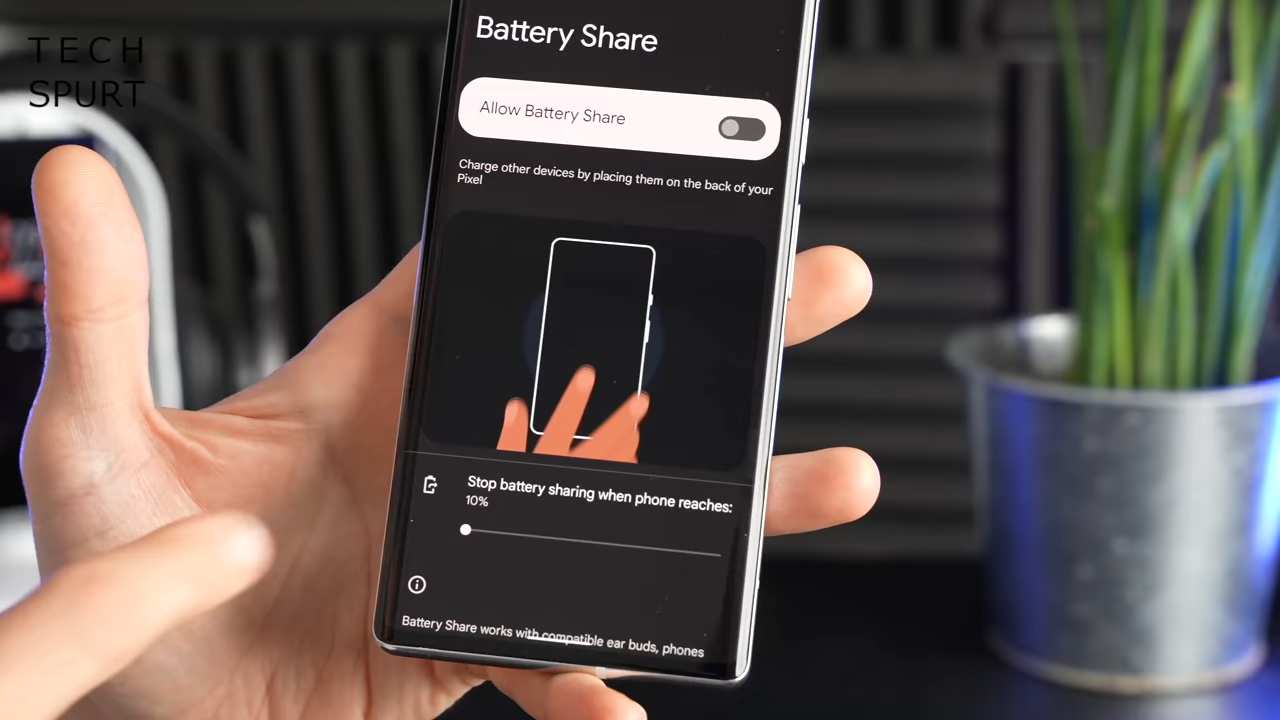 TECH
SPURT
Battery Share
Allow Battery Share
Charge other devices by placing them on the back of your
Pixel
Stop battery sharing when phone reaches:
10%
Battery Share works with compatible ear buds, phones